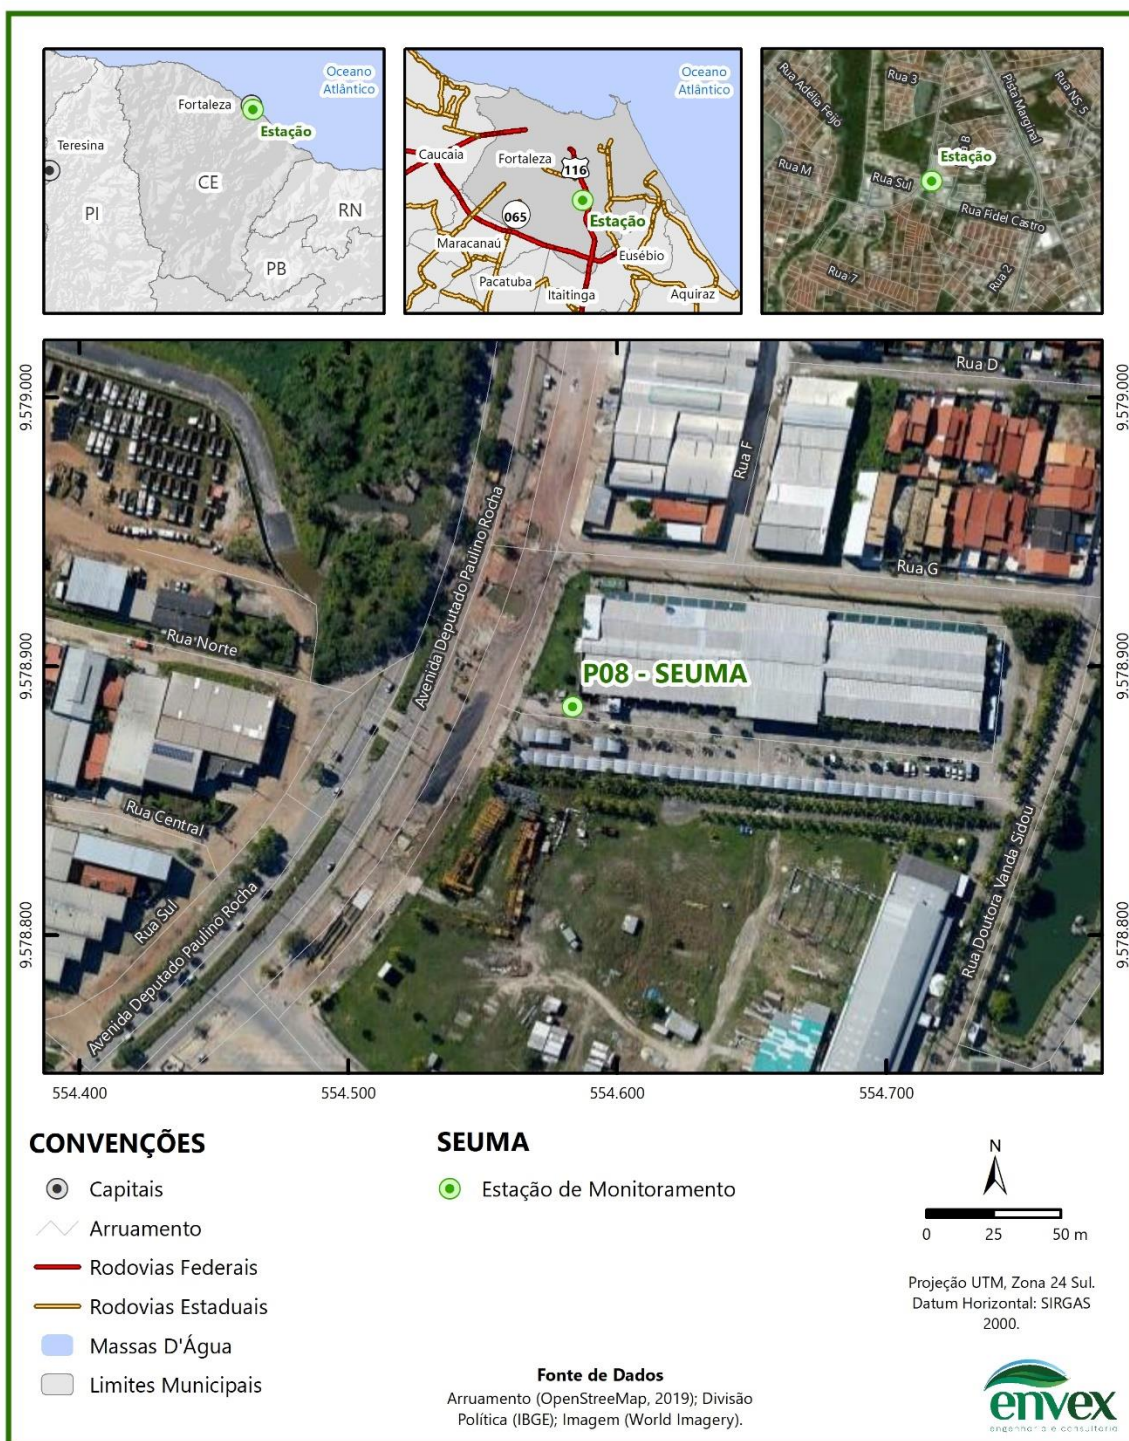 Oceano
Atlântico
Fortaleza
Estação
Teresina
CE
PI
RN
PB
Oceano
Atlântico
Caucaia
Fortaleza
116
065
Estação
Maracanaú
Eusébio
Pacatuba
Itaitinga
Aquiraz
Rua Adélia Feijó
Rua 3
Pista Marginal
Rua NS 5
Estação
Rua M
Rua Sul
Rua Fidel Castro
Rua 7
Rua 2
9.579.000
9.579.000
Rua D
Rua F
Avenida Deputado Paulino Rocha
Rua G
Rua Norte
9.578.900
9.578.900
P08 - SEUMA
Rua Central
Rua Sul
Avenida Deputado Paulino Rocha
Rua Doutora Vanda Sidou
9.578.800
9.578.800
554.400
554.500
554.600
554.700
CONVENÇÕES
Capitais
Arruamento
Rodovias Federais
Rodovias Estaduais
Massas D'Água
Limites Municipais
SEUMA
Estação de Monitoramento
N
0 25 50 m
Projeção UTM, Zona 24 Sul.
Datum Horizontal: SIRGAS
2000.
Fonte de Dados
Arruamento (OpenStreeMap, 2019); Divisão
Política (IBGE); Imagem (World Imagery).
envex
engenharia e consultoria